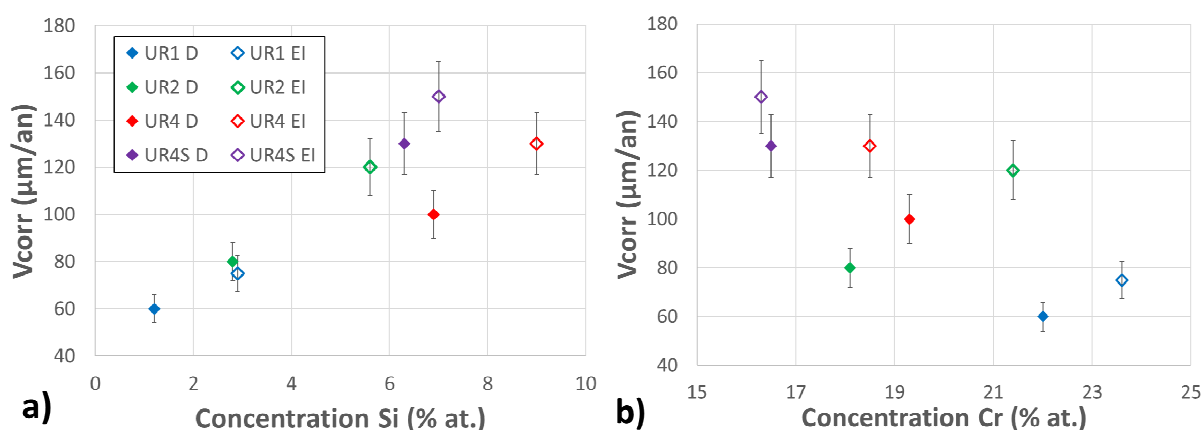 180
160
140
120
100
80
60
40
Vcorr (µm/an)
UR1 D
UR1 EI
UR2 D
UR2 EI
UR4 D
UR4 EI
UR4S D
UR4S EI
0 2 4 6 8 10
Concentration Si (% at.)
a)
180
160
140
120
100
80
60
40
Vcorr (µm/an)
15 17 19 21 23 25
Concentration Cr (% at.)
b)